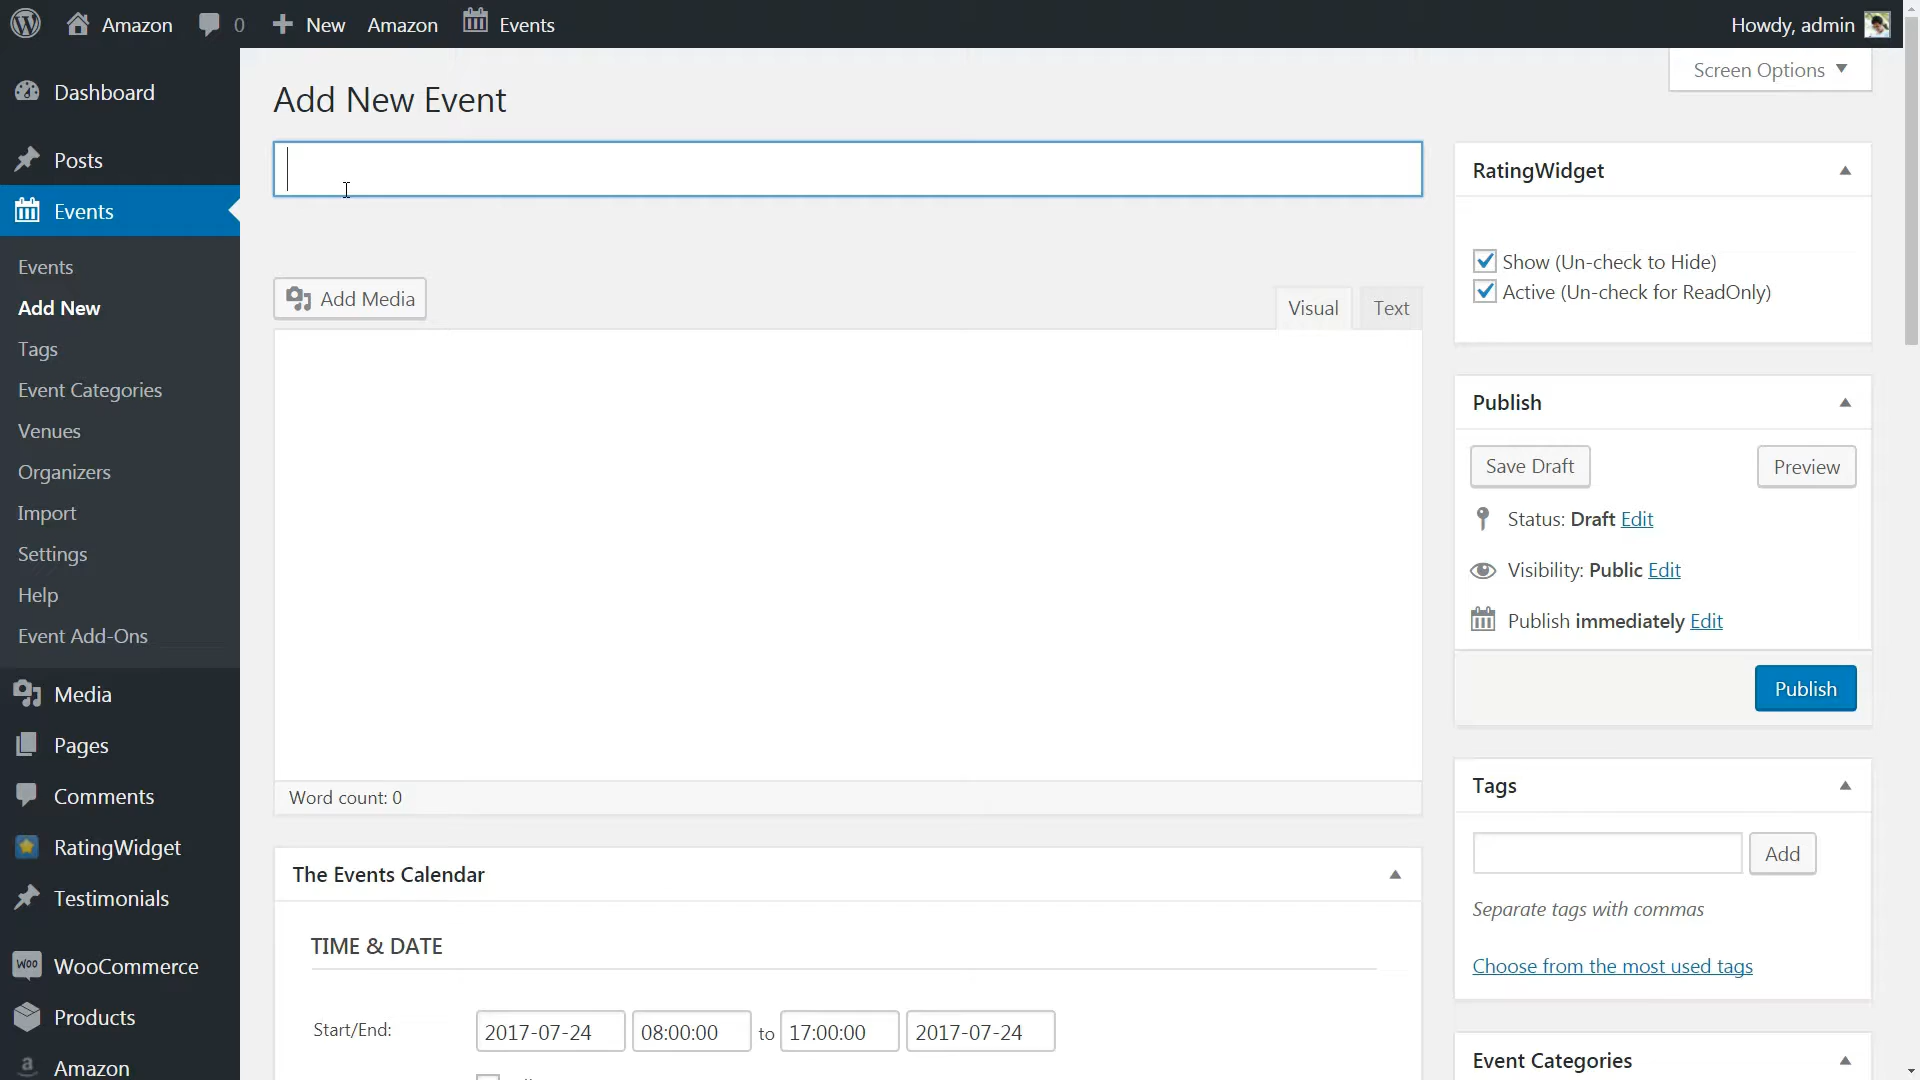 Amazon 0 New Amazon Events Howdy, admin
Screen Options
Dashboard
Posts
Events
Events
Add New
Tags
Event Categories
Venues
Organizers
Import
Settings
Help
Event Add-Ons
Media
Pages
Comments
RatingWidget
Testimonials
WOO WooCommerce
Products
Amazon
Add New Event
Add Media
Visual Text
Word count: 0
The Events Calendar
TIME & DATE
Start/End: 2017-07-24 08:00:00 to 17:00:00 2017-07-24
RatingWidget
Show (Un-check to Hide)
Active (Un-check for ReadOnly)
Publish
Save Draft Preview
Status: Draft Edit
Visibility: Public Edit
Publish immediately Edit
Publish
Tags
Add
Separate tags with commas
Choose from the most used tags
Event Categories